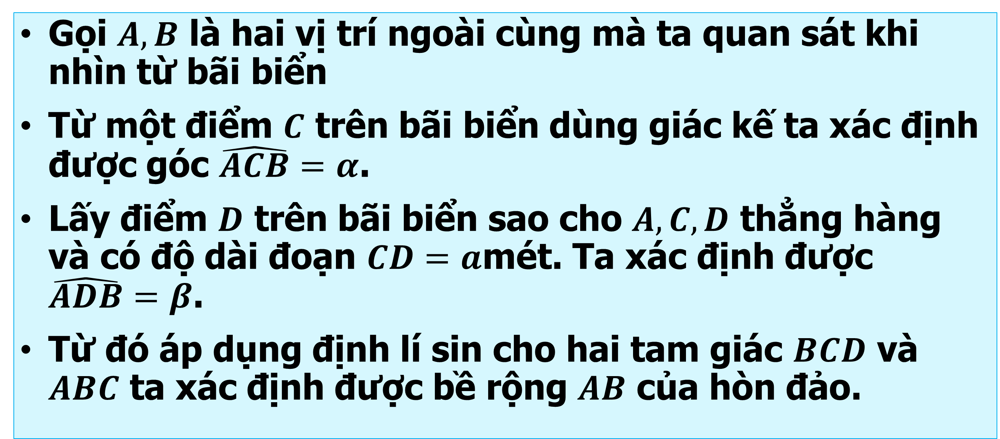 • Gọi A, B là hai vị trí ngoài cùng mà ta quan sát khi
nhìn từ bãi biển
• Từ một điểm C trên bãi biển dùng giác kế ta xác định
được góc \widehat{ACB} = α.
• Lấy điểm D trên bãi biển sao cho A, C, D thẳng hàng
và có độ dài đoạn CD = amét. Ta xác định được
\widehat{ADB} = β.
• Từ đó áp dụng định lí sin cho hai tam giác BCD và
ABC ta xác định được bề rộng AB của hòn đảo.